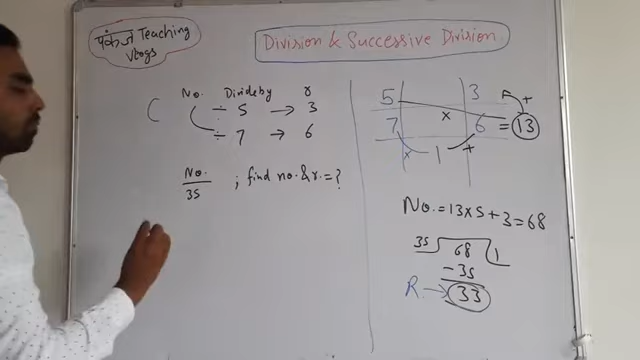 पंकज Teaching
Vlogs
Division & Successive Division
No. Divide by r
( ÷ 5 → 3
÷ 7 → 6
No. / 35 ; find no. & r. = ?
5 3 +
7 x 6 = 13
x 1 +
No. = 13 x 5 + 3 = 68
35 68 1
- 35
R. → 33